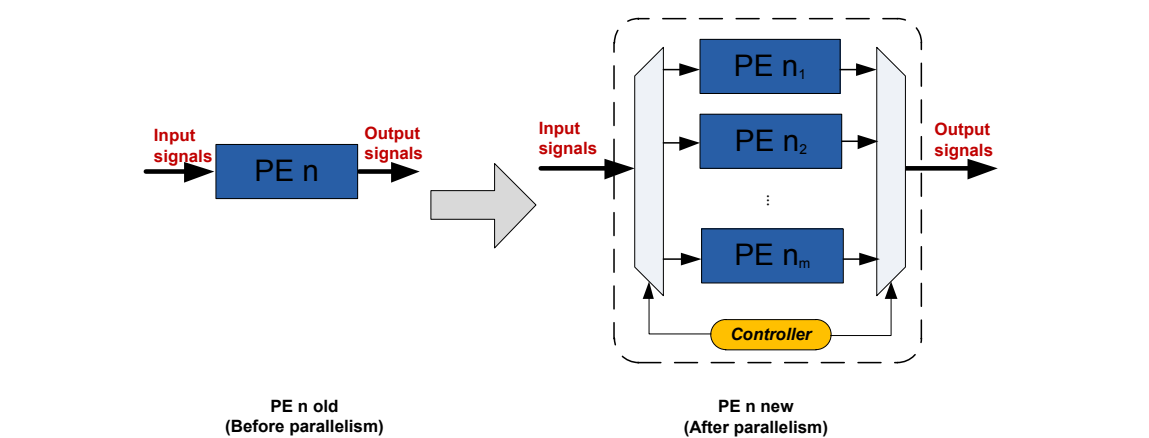 Input
signals
PE n
Output
signals
Input
signals
PE n1
PE n2
...
PE nm
Controller
Output
signals
PE n old
(Before parallelism)
PE n new
(After parallelism)